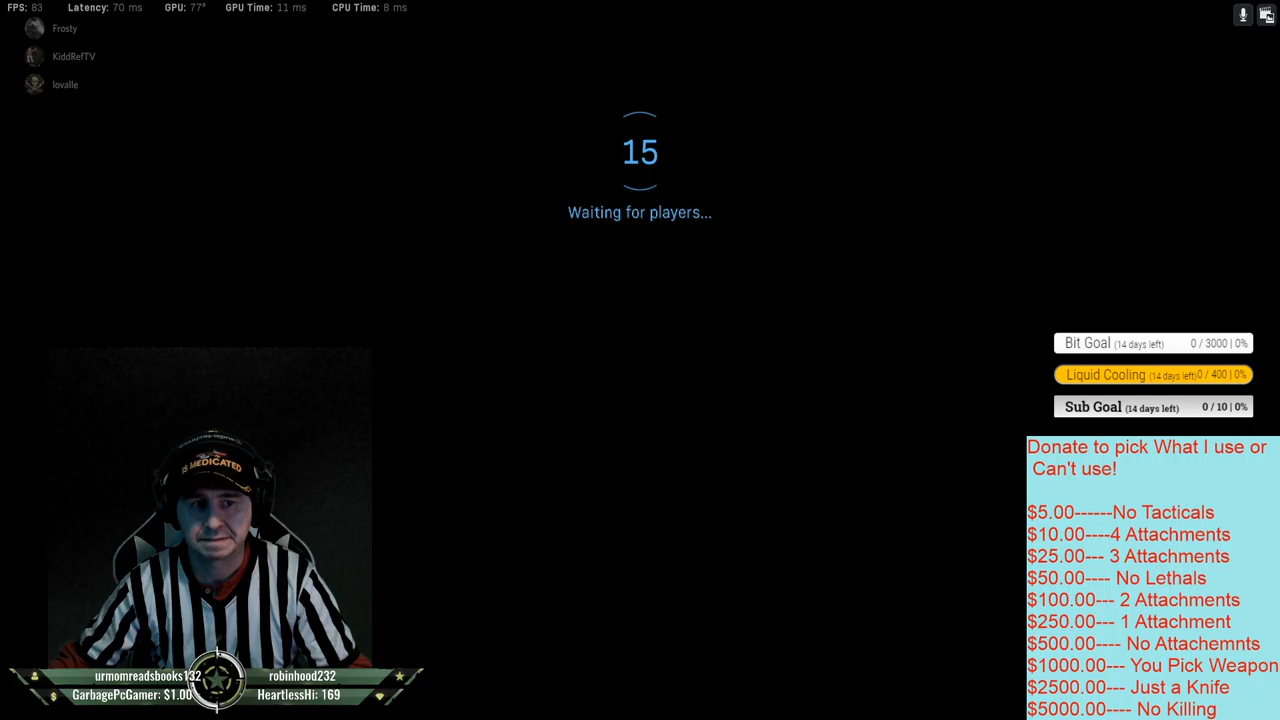 FPS: 83 Latency: 70 ms GPU: 77° GPU Time: 11 ms CPU Time: 8 ms
Frosty
KiddRefTV
lovalle
15
Waiting for players...
Bit Goal (14 days left) 0 / 3000 | 0%
Liquid Cooling (14 days left) 0 / 400 | 0%
Sub Goal (14 days left) 0 / 10 | 0%
Donate to pick What I use or
Can't use!
$5.00------No Tacticals
$10.00----4 Attachments
$25.00--- 3 Attachments
$50.00---- No Lethals
$100.00--- 2 Attachments
$250.00--- 1 Attachment
$500.00---- No Attachemnts
$1000.00--- You Pick Weapon
$2500.00--- Just a Knife
$5000.00---- No Killing
IS MEDICATED
urmomreadsbooks132 robinhood232
GarbagePcGamer: $1.00 HeartlessHi: 169